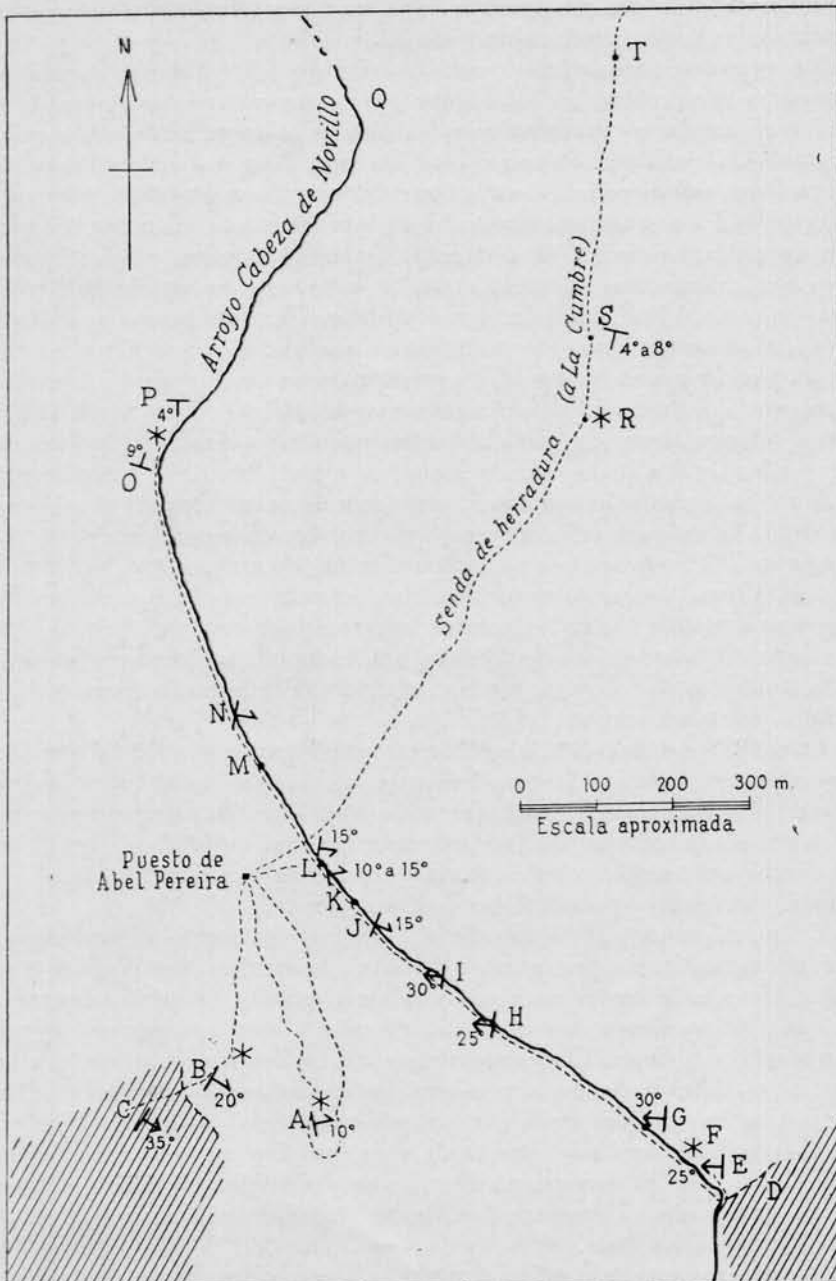 N
Q
T
Arroyo Cabeza de Novillo
(a La Cumbre)
S
4° a 8°
P
4°
R
9°
O
Senda de herradura
N
M
0 100 200 300 m.
Escala aproximada
15°
Puesto de
Abel Pereira
L
10° a 15°
K
J
15°
I
30°
H
25
B
20°
C
35°
A
10°
30°
G
F
E
25°
D